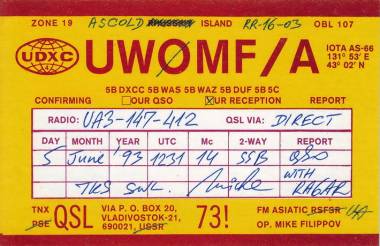 ZONE 19 ASCOLD ISLAND RR-16-03 OBL 107
UDXC
UWØMF/A
IOTA AS-66
131° 53' E
43° 02' N
5B DXCC 5B WAS 5B WAZ 5B DUF 5B 5C
CONFIRMING OUR QSO X UR RECEPTION REPORT
RADIO: UA3-147-412 QSL VIA: DIRECT
DAY MONTH YEAR UTC Mc 2-WAY REPORT
5 June '93 1231 14 SSB QSO
TKS SWL. WITH
RAGAR
TNX
PSE
QSL
VIA P. O. BOX 20,
VLADIVOSTOK-21,
690021, USSR
73!
FM ASIATIC RSFSR UA
OP. MIKE FILIPPOV